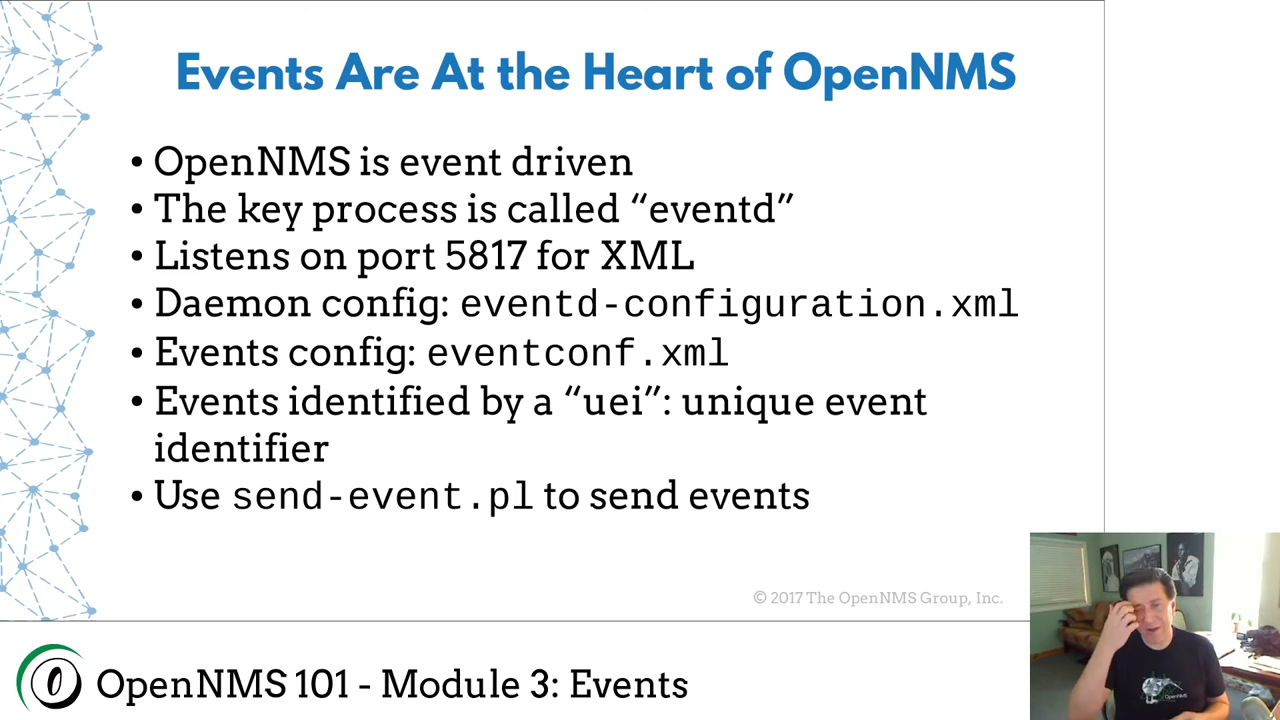 Events Are At the Heart of OpenNMS
• OpenNMS is event driven
• The key process is called “eventd”
• Listens on port 5817 for XML
• Daemon config: eventd-configuration.xml
• Events config: eventconf.xml
• Events identified by a “uei”: unique event
identifier
• Use send-event.pl to send events
© 2017 The OpenNMS Group, Inc.
OpenNMS
OpenNMS 101 - Module 3: Events